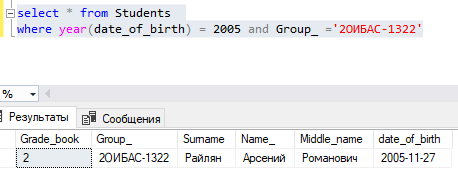 select * from Students
where year(date_of_birth) = 2005 and Group_ ='2ОИБАС-1322'
%
Результаты Сообщения
Grade_book Group_ Surname Name_ Middle_name date_of_birth
2 2ОИБАС-1322 Райлян Арсений Романович 2005-11-27